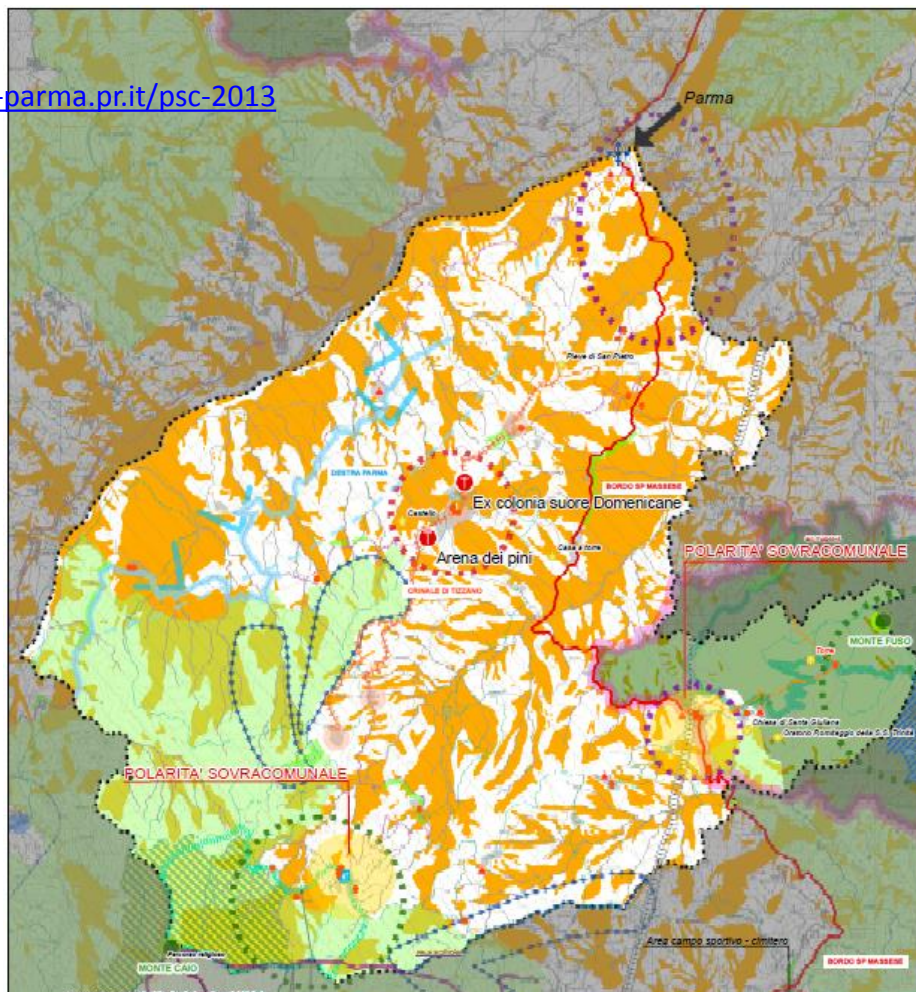 -parma.pr.it/psc-2013
Parma
Pieve di San Pietro
DESTRA PARMA
BORDO SP MASSESE
Ex colonia suore Domenicane
Castello
Casa a torre
Arena dei pini
POLARITA' SOVRACOMUNALE
CRINALE DI TIZZANO
MONTE FUSO
Torre
Chiesa di Santa Giuliana
Oratorio Romitaggio della S.S. Trinità
POLARITA' SOVRACOMUNALE
Area campo sportivo - cimitero
Percorso religioso
MONTE CAIO
BORDO SP MASSESE